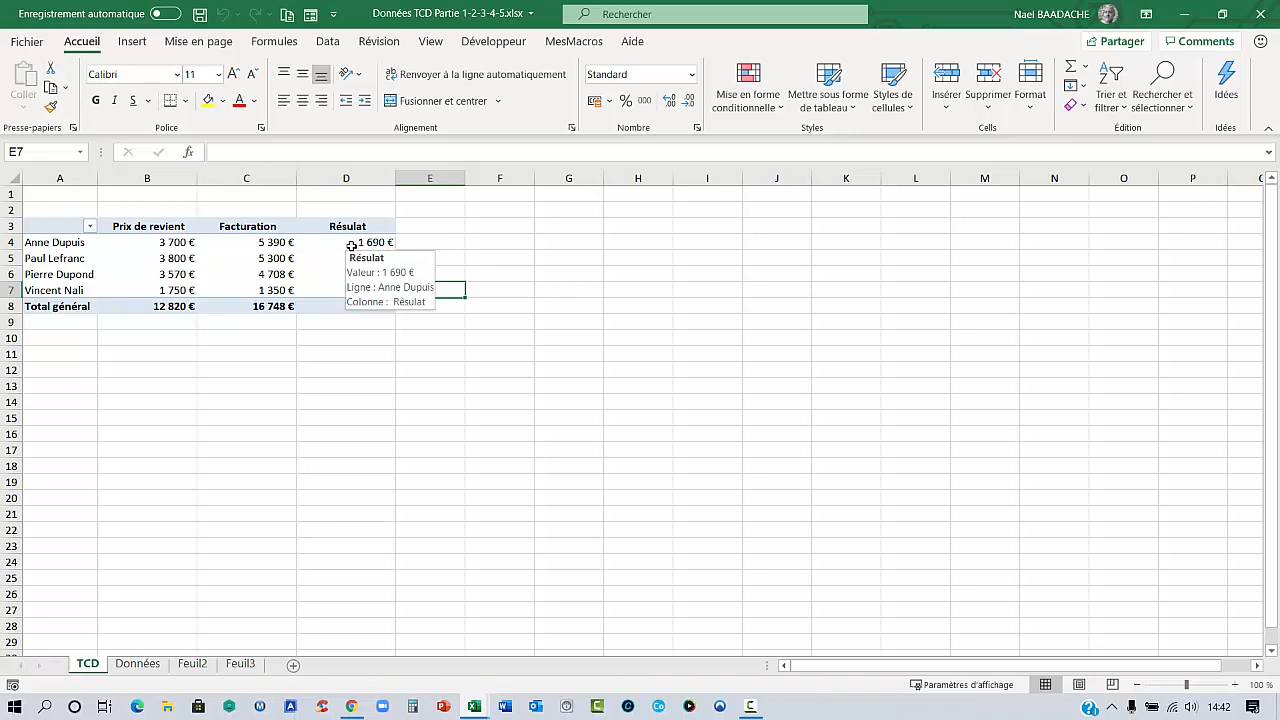 Enregistrement automatique
Données TCD Partie 1-2-3-4-5.xlsx
Rechercher
Nael BAADACHE
Fichier Accueil Insert Mise en page Formules Data Révision View Développeur MesMacros Aide Partager Comments
Coller
Calibri 11
Renvoyer à la ligne automatiquement
Standard
G I S
Fusionner et centrer
% 000
Mise en forme conditionnelle
Mettre sous forme de tableau
Styles de cellules
Insérer Supprimer Format
Trier et filtrer
Rechercher et sélectionner
Idées
Presse-papiers Police Alignement Nombre Styles Cells Édition Idées
E7 fx
A B C D E F G H I J K L M N O P
1
2
3 Prix de revient Facturation Résulat
4 Anne Dupuis 3 700 € 5 390 € 1 690 €
5 Paul Lefranc 3 800 € 5 300 €
6 Pierre Dupond 3 570 € 4 708 €
7 Vincent Nali 1 750 € 1 350 €
8 Total général 12 820 € 16 748 €
Résulat
Valeur : 1 690 €
Ligne : Anne Dupuis
Colonne : Résulat
9
10
11
12
13
14
15
16
17
18
19
20
21
22
23
24
25
26
27
28
29
TCD Données Feuil2 Feuil3
Paramètres d'affichage
100 %
14:42